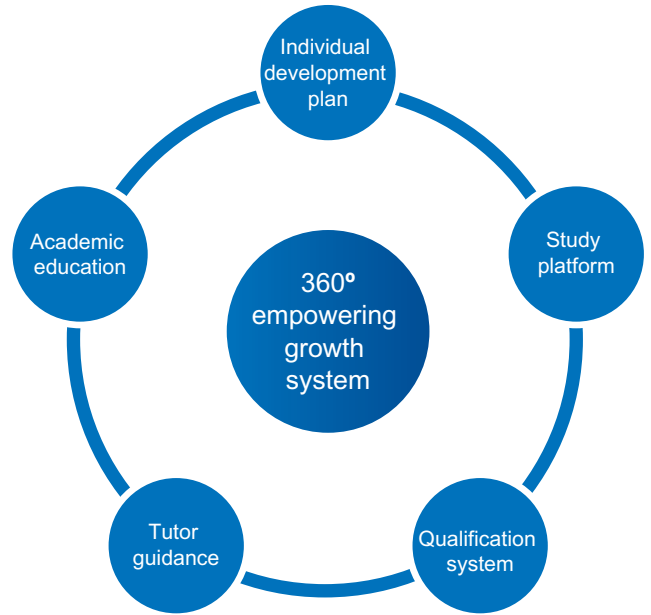 Individual
development
plan
Academic
education
Study
platform
360º
empowering
growth
system
Tutor
guidance
Qualification
system